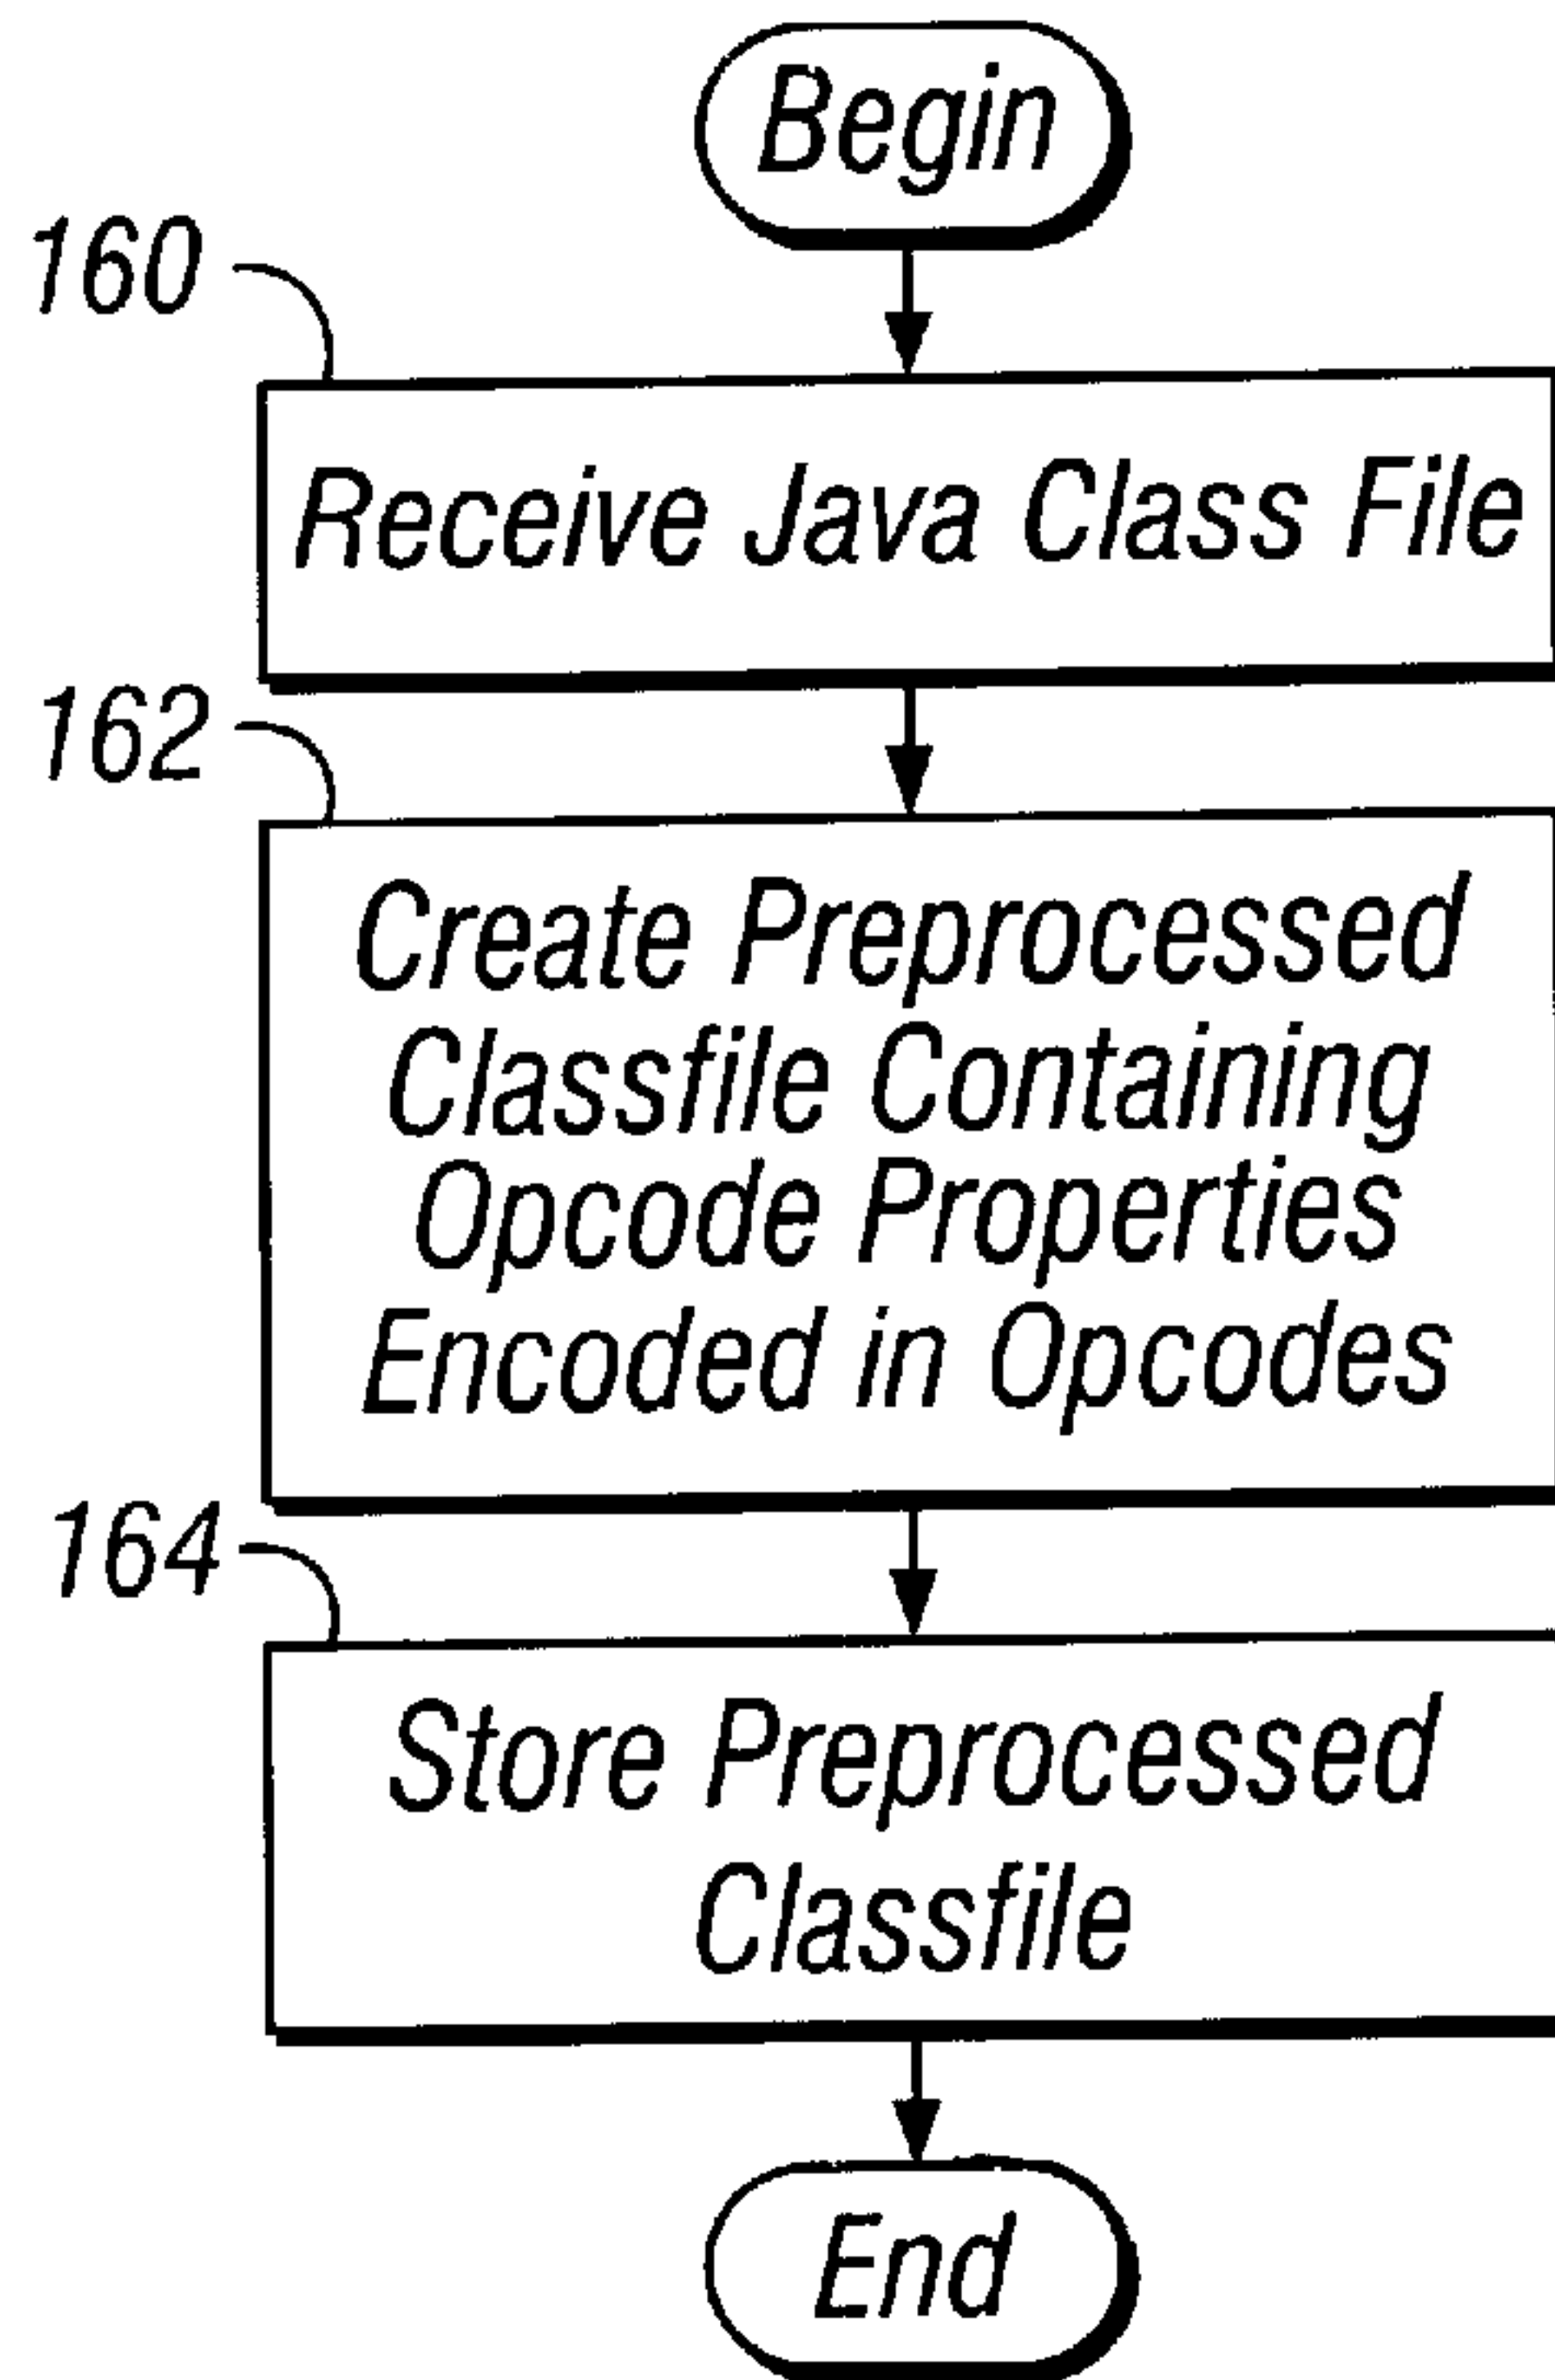 Begin
160
Receive Java Class File
162
Create Preprocessed
Classfile Containing
Opcode Properties
Encoded in Opcodes
164
Store Preprocessed
Classfile
End